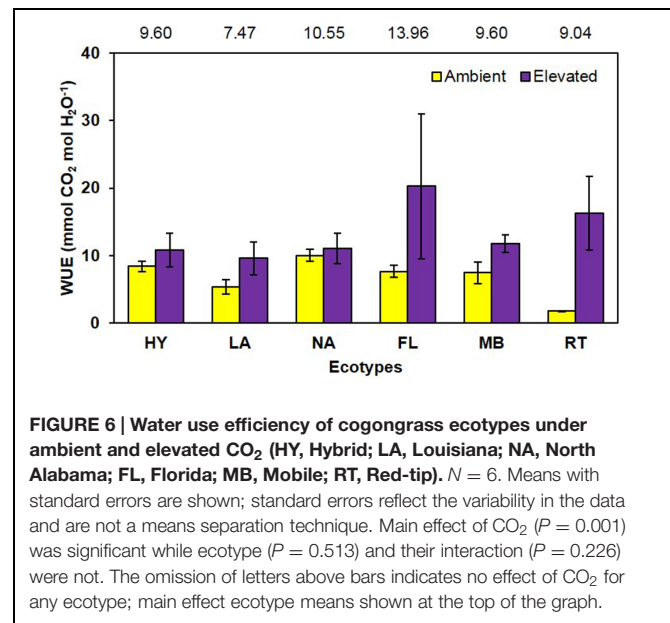 9.60 7.47 10.55 13.96 9.60 9.04
40
Ambient Elevated
30
20
10
0
WUE (mmol CO₂ mol H₂O⁻¹)
HY LA NA FL MB RT
Ecotypes
FIGURE 6 | Water use efficiency of cogongrass ecotypes under
ambient and elevated CO₂ (HY, Hybrid; LA, Louisiana; NA, North
Alabama; FL, Florida; MB, Mobile; RT, Red-tip). N = 6. Means with
standard errors are shown; standard errors reflect the variability in the data
and are not a means separation technique. Main effect of CO₂ (P = 0.001)
was significant while ecotype (P = 0.513) and their interaction (P = 0.226)
were not. The omission of letters above bars indicates no effect of CO₂ for
any ecotype; main effect ecotype means shown at the top of the graph.